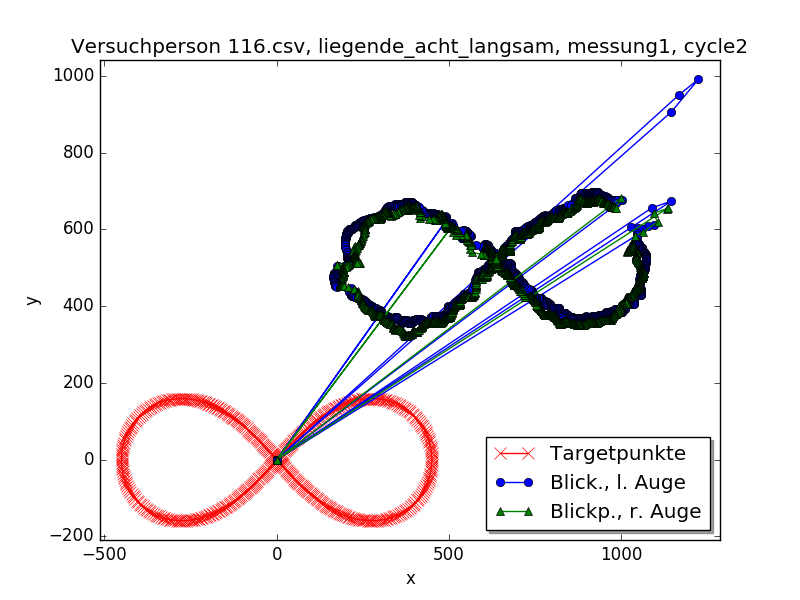 Versuchperson 116.csv, liegende_acht_langsam, messung1, cycle2
1000
800
600
400
200
0
−200
y
−500
0
500
1000
x
Targetpunkte
Blick., l. Auge
Blickp., r. Auge